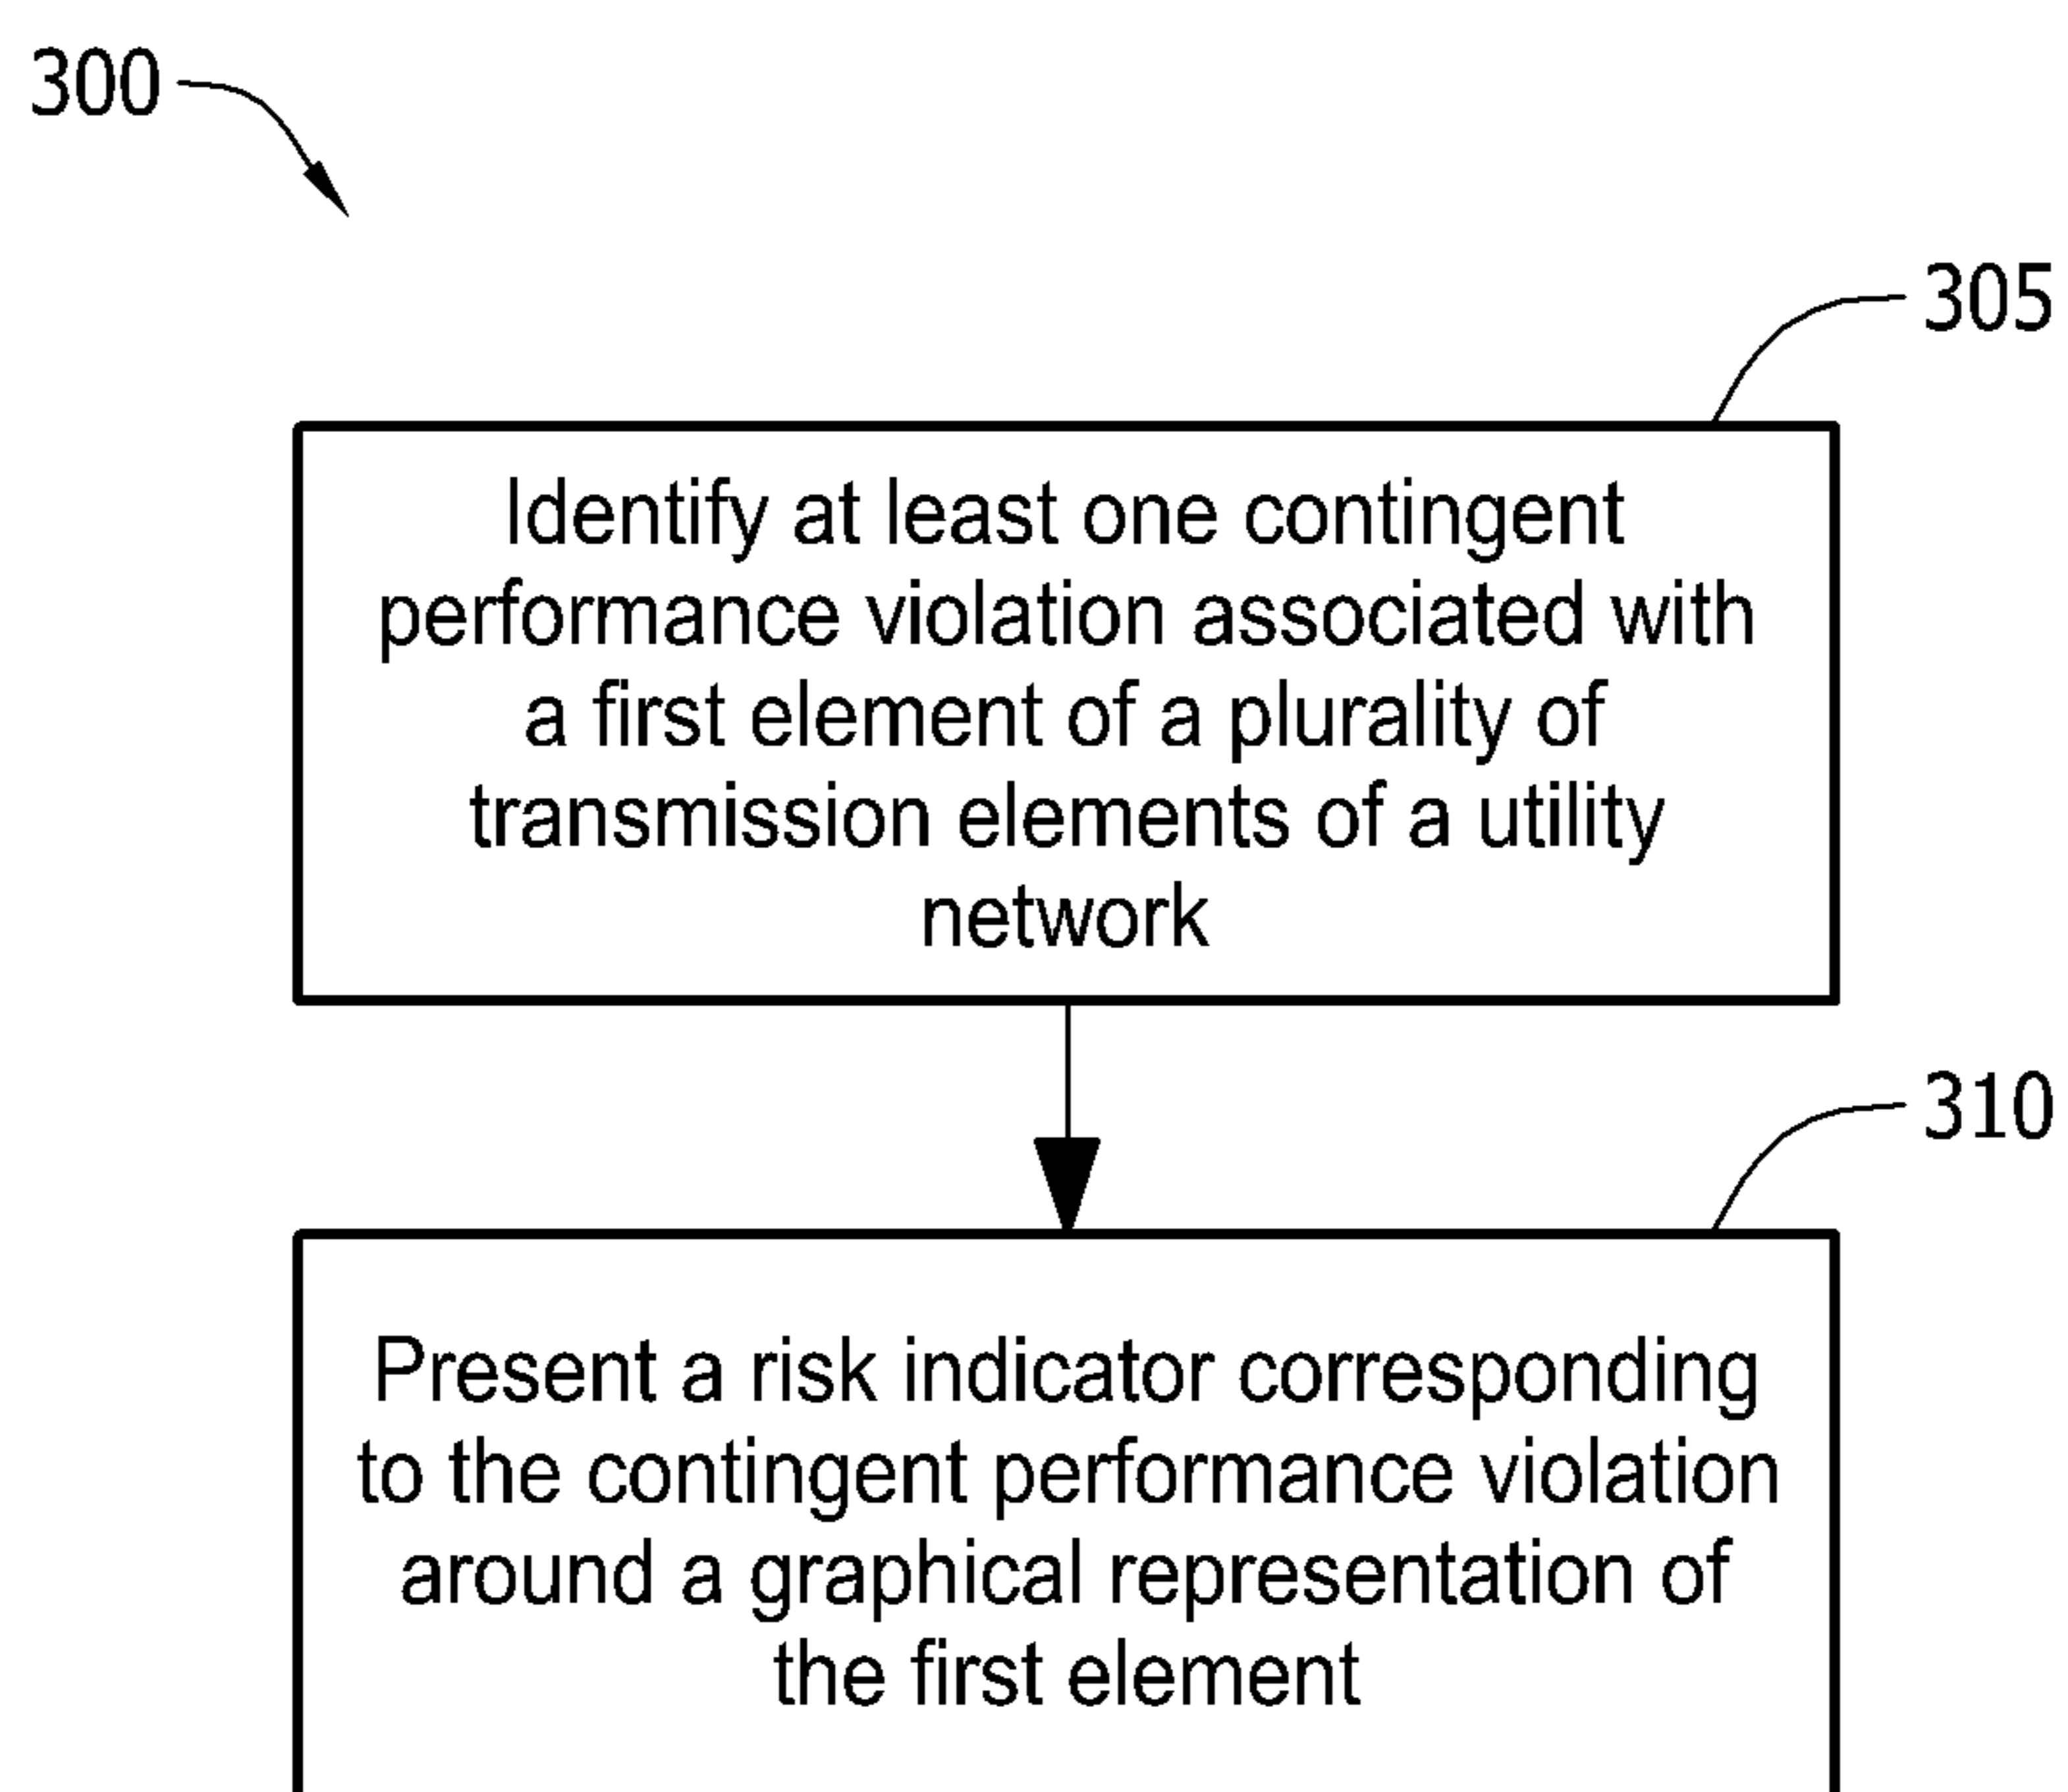 300
305
Identify at least one contingent
performance violation associated with
a first element of a plurality of
transmission elements of a utility
network
310
Present a risk indicator corresponding
to the contingent performance violation
around a graphical representation of
the first element